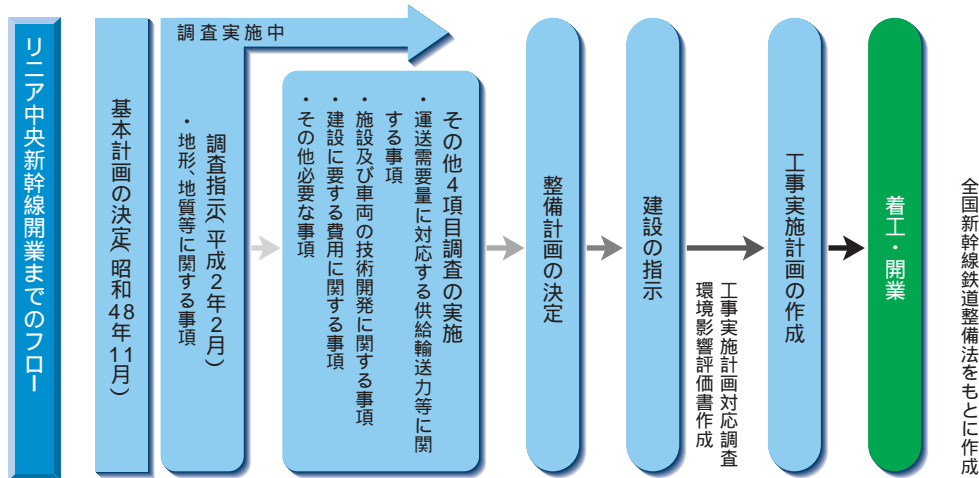 リニア中央新幹線開業までのフロー
基本計画の決定(昭和48年11月)
調査実施中
調査指示(平成2年2月)
・地形、地質等に関する事項
その他4項目調査の実施
・運送需要量に対応する供給輸送力等に関
する事項
・施設及び車両の技術開発に関する事項
・建設に要する費用に関する事項
・その他必要な事項
整備計画の決定
建設の指示
工事実施計画対応調査
環境影響評価書作成
工事実施計画の作成
着工・開業
全国新幹線鉄道整備法をもとに作成